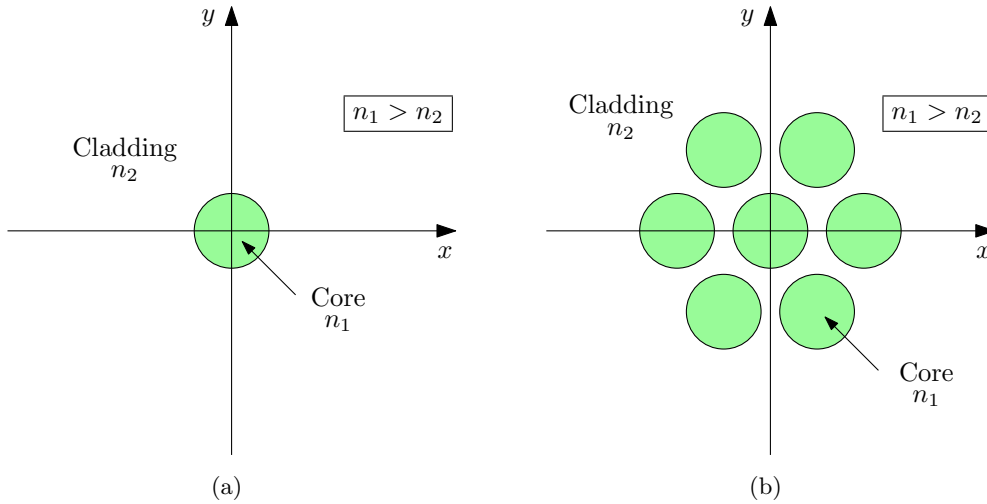 y
n₁ > n₂
Cladding
n₂
x
Core
n₁
(a)
y
Cladding
n₂
n₁ > n₂
x
Core
n₁
(b)